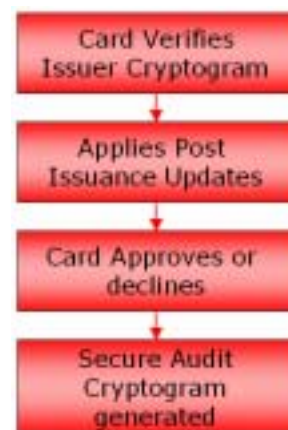 Card Verifies
Issuer Cryptogram
Applies Post
Issuance Updates
Card Approves or
declines
Secure Audit
Cryptogram
generated